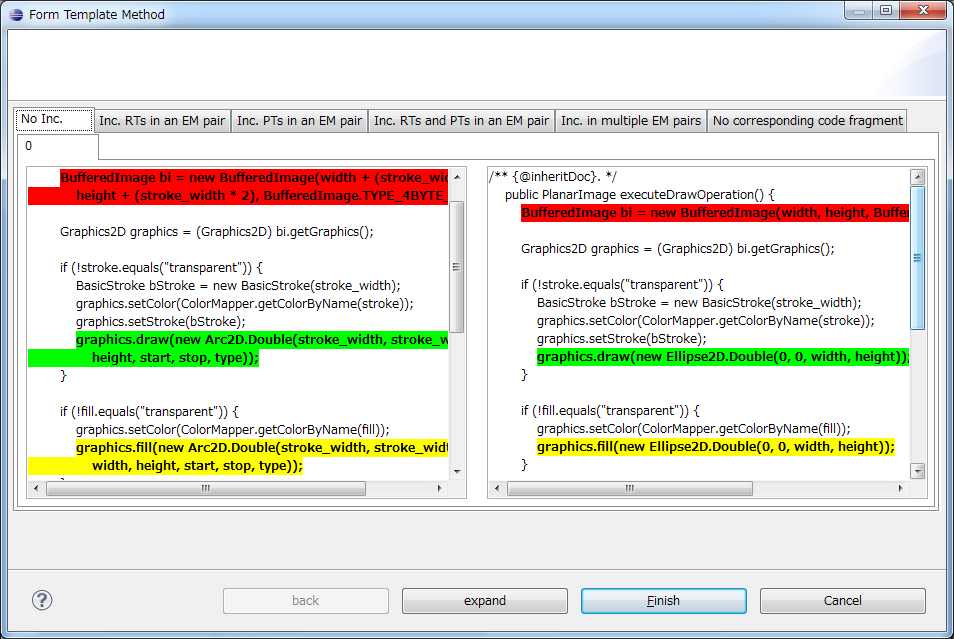 Form Template Method
No Inc.
Inc. RTs in an EM pair
Inc. PTs in an EM pair
Inc. RTs and PTs in an EM pair
Inc. in multiple EM pairs
No corresponding code fragment
0
BufferedImage bi = new BufferedImage(width + (stroke_wid
height + (stroke_width * 2), BufferedImage.TYPE_4BYTE_
Graphics2D graphics = (Graphics2D) bi.getGraphics();
if (!stroke.equals("transparent")) {
BasicStroke bStroke = new BasicStroke(stroke_width);
graphics.setColor(ColorMapper.getColorByName(stroke));
graphics.setStroke(bStroke);
graphics.draw(new Arc2D.Double(stroke_width, stroke_w
height, start, stop, type));
}
if (!fill.equals("transparent")) {
graphics.setColor(ColorMapper.getColorByName(fill));
graphics.fill(new Arc2D.Double(stroke_width, stroke_widt
width, height, start, stop, type));
/** {@inheritDoc}. */
public PlanarImage executeDrawOperation() {
BufferedImage bi = new BufferedImage(width, height, Buffer
Graphics2D graphics = (Graphics2D) bi.getGraphics();
if (!stroke.equals("transparent")) {
BasicStroke bStroke = new BasicStroke(stroke_width);
graphics.setColor(ColorMapper.getColorByName(stroke));
graphics.setStroke(bStroke);
graphics.draw(new Ellipse2D.Double(0, 0, width, height));
}
if (!fill.equals("transparent")) {
graphics.setColor(ColorMapper.getColorByName(fill));
graphics.fill(new Ellipse2D.Double(0, 0, width, height));
}
?
back
expand
Finish
Cancel